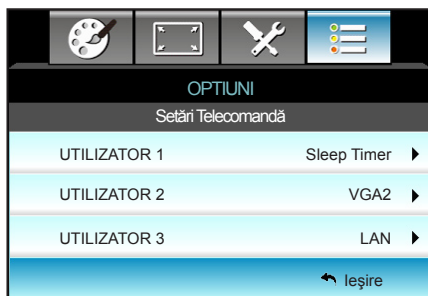 OPTIUNI
Setări Telecomandă
UTILIZATOR 1 Sleep Timer
UTILIZATOR 2 VGA2
UTILIZATOR 3 LAN
Ieşire